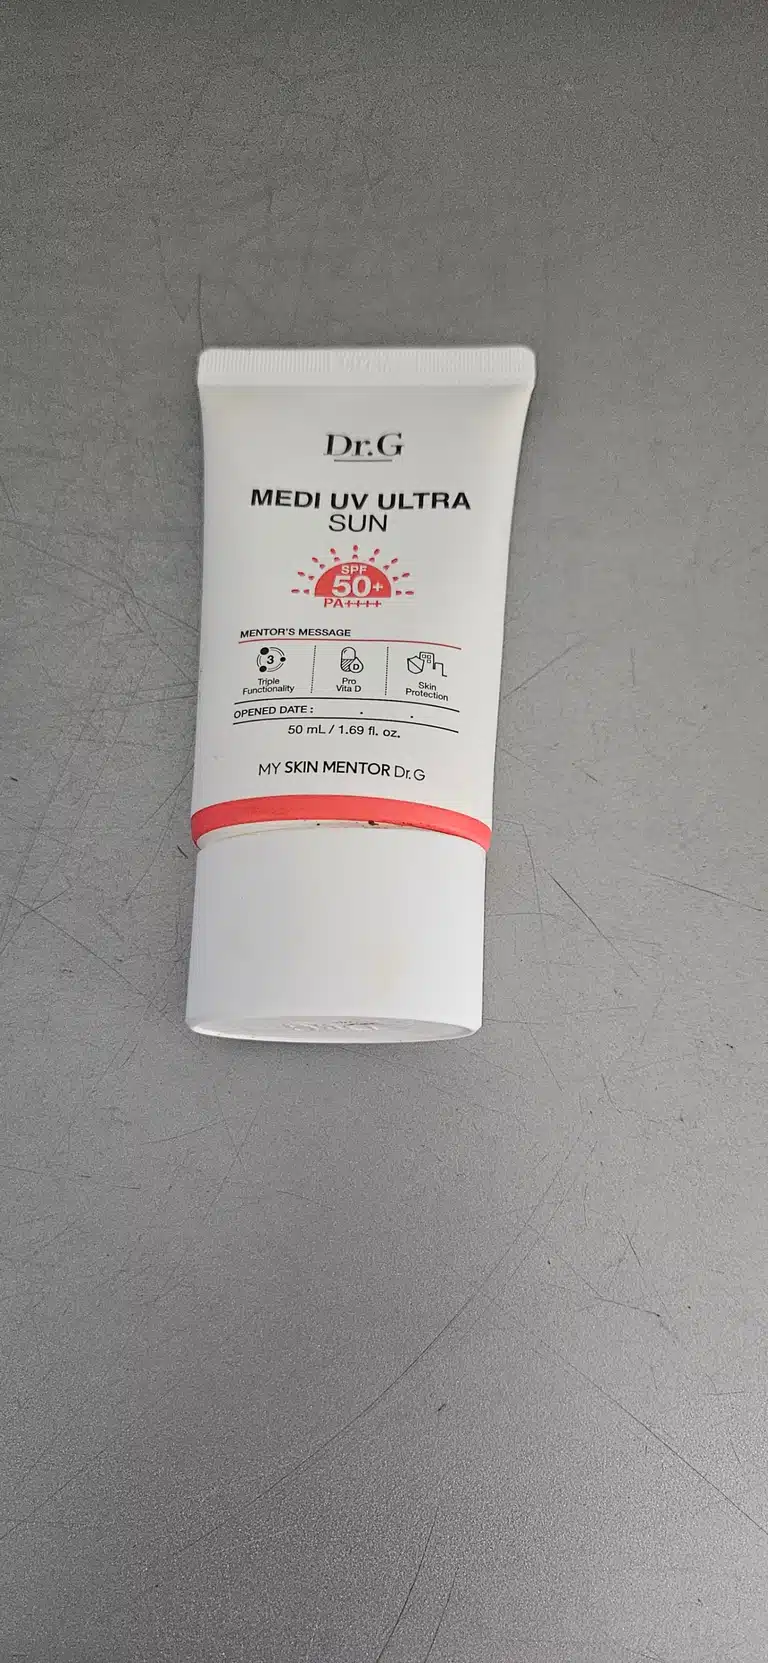 Dr.G
MEDI UV ULTRA
SUN
SPF
50+
PA++++
MENTOR'S MESSAGE
3
Triple
Functionality
D
Pro
Vita D
Skin
Protection
OPENED DATE : . .
50 mL / 1.69 fl. oz.
MY SKIN MENTOR Dr.G